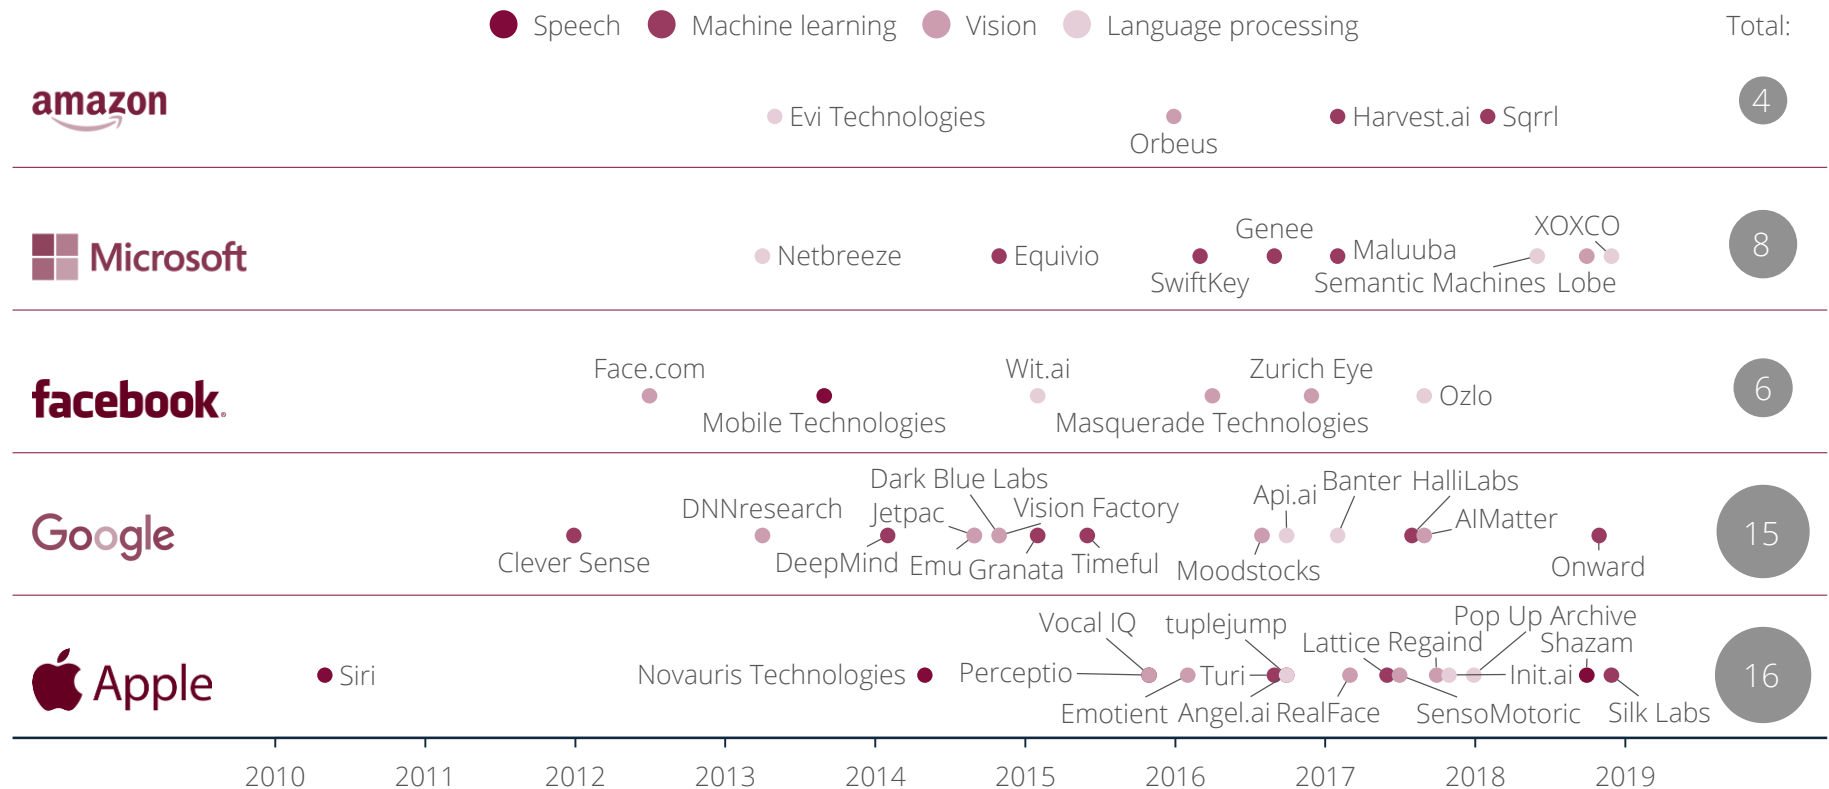 Speech Machine learning Vision Language processing Total:
amazon
Evi Technologies
Orbeus
Harvest.ai
Sqrrl
4
Microsoft
Netbreeze
Equivio
SwiftKey
Genee
Maluuba
Semantic Machines
Lobe
XOXCO
8
facebook.
Face.com
Mobile Technologies
Wit.ai
Masquerade Technologies
Zurich Eye
Ozlo
6
Google
Clever Sense
DNNresearch
DeepMind
Jetpac
Emu
Dark Blue Labs
Vision Factory
Granata
Timeful
Moodstocks
Api.ai
Banter
HalliLabs
AIMatter
Onward
15
Apple
Siri
Novauris Technologies
Perceptio
Vocal IQ
Emotient
Turi
tuplejump
Angel.ai
RealFace
Lattice
Regaind
SensoMotoric
Pop Up Archive
Init.ai
Shazam
Silk Labs
16
2010 2011 2012 2013 2014 2015 2016 2017 2018 2019